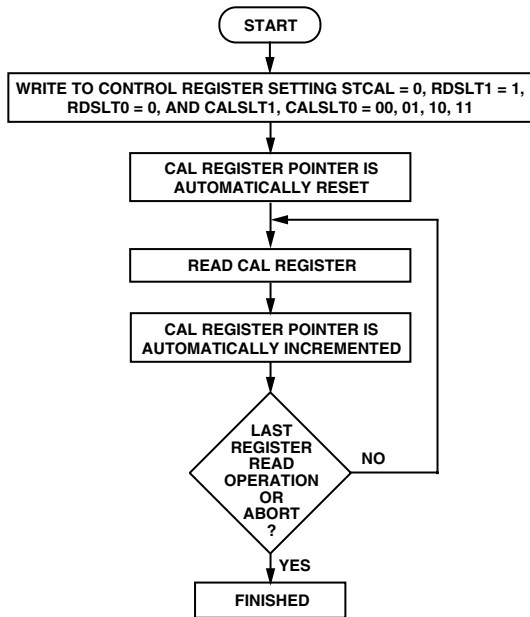 START
WRITE TO CONTROL REGISTER SETTING STCAL = 0, RDSLT1 = 1,
RDSLT0 = 0, AND CALSLT1, CALSLT0 = 00, 01, 10, 11
CAL REGISTER POINTER IS
AUTOMATICALLY RESET
READ CAL REGISTER
CAL REGISTER POINTER IS
AUTOMATICALLY INCREMENTED
LAST
REGISTER
READ
OPERATION
OR
ABORT
?
NO
YES
FINISHED